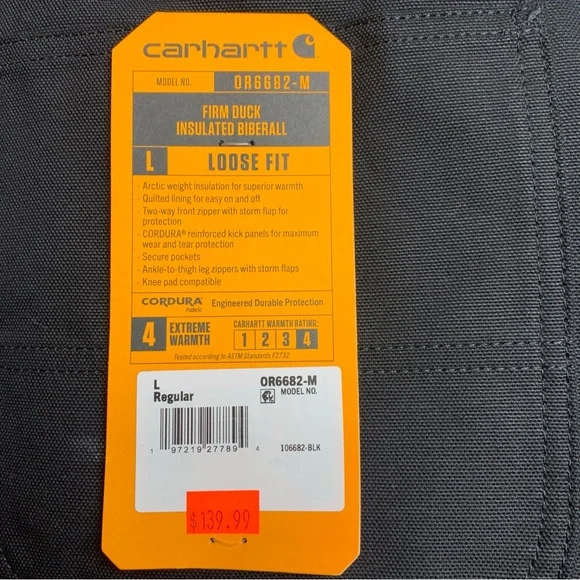 carhartt
MODEL NO. OR6682-M
FIRM DUCK
INSULATED BIBERALL
L LOOSE FIT
· Arctic weight insulation for superior warmth
· Quilted lining for easy on and off
· Two-way front zipper with storm flap for
protection
· CORDURA® reinforced kick panels for maximum
wear and tear protection
· Secure pockets
· Ankle-to-thigh leg zippers with storm flaps
· Knee pad compatible
CORDURA® Engineered Durable Protection
Fabric
4 EXTREME
WARMTH
CARHARTT WARMTH RATING:
1 2 3 4
Tested according to ASTM Standards F2732
L
Regular
OR6682-M
MODEL NO.
1 97219 27789 4
106682-BLK
$139.99